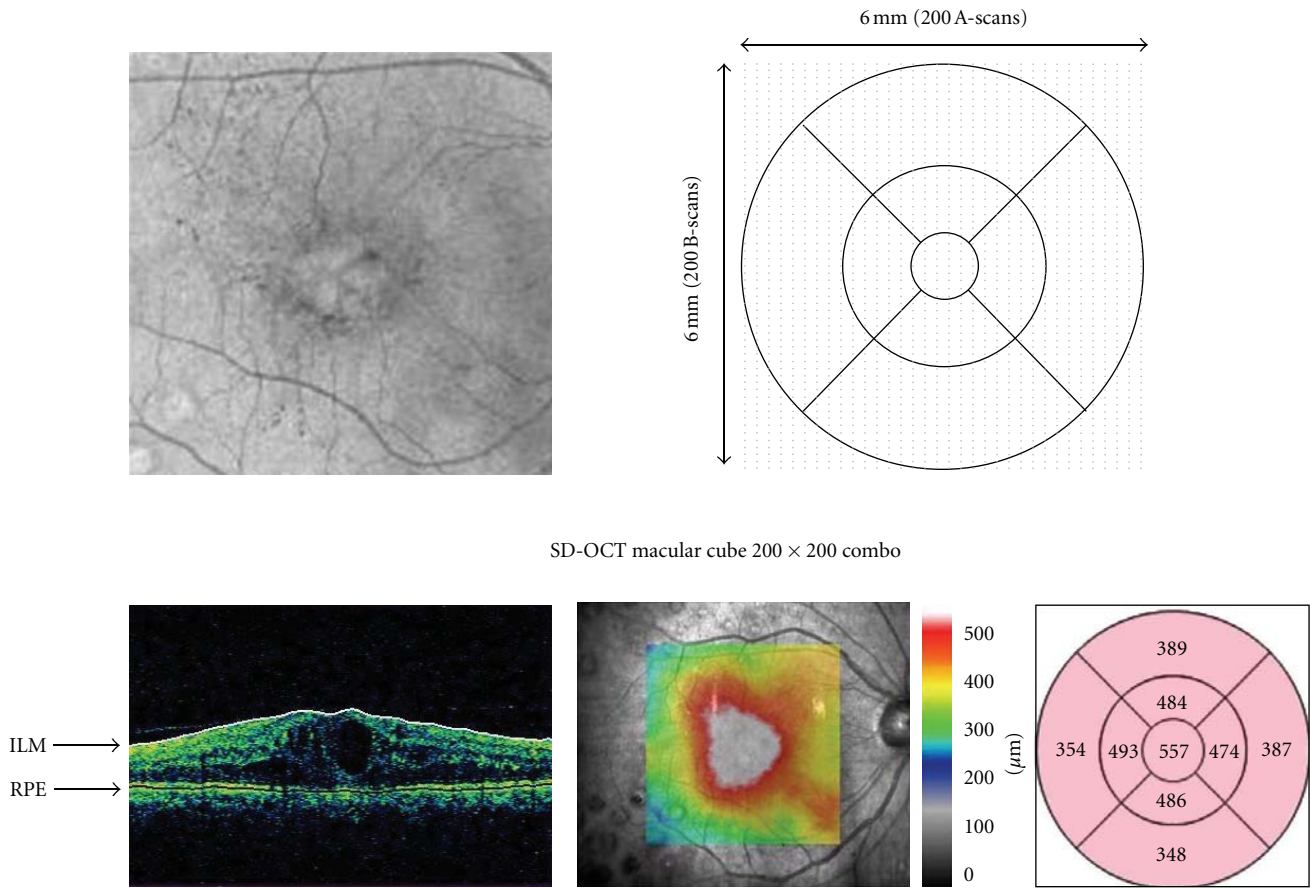 6 mm (200 A-scans)
6 mm (200 B-scans)
SD-OCT macular cube 200 × 200 combo
ILM
RPE
500
400
300
200
100
0
(μm)
389
484
354 493 557 474 387
486
348